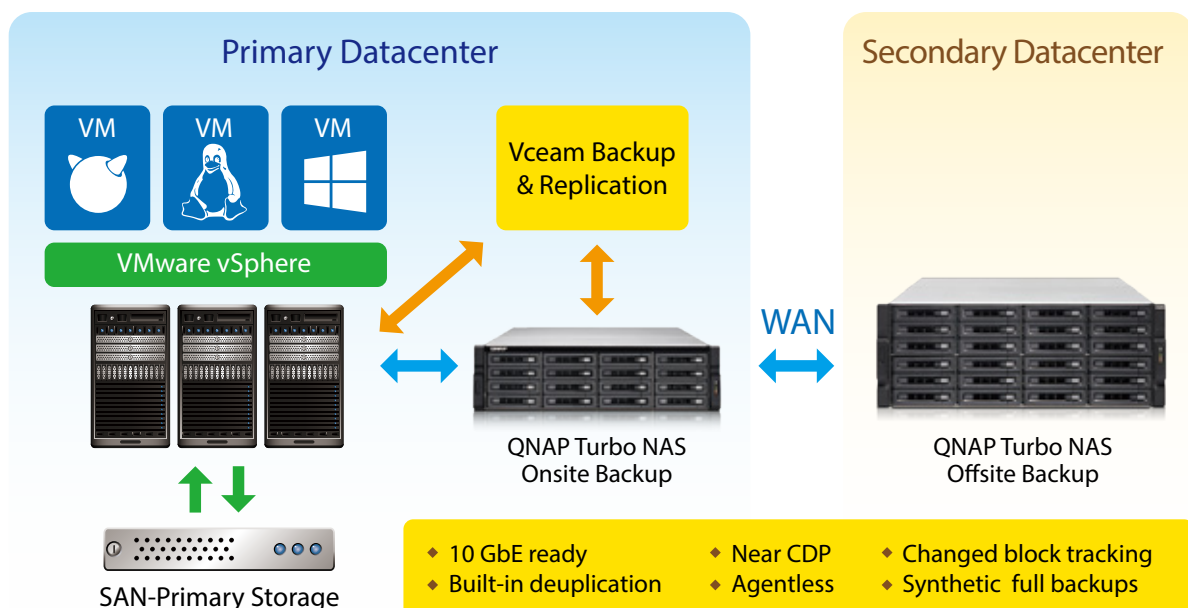 Primary Datacenter
Secondary Datacenter
VM
VM
VM
Vceam Backup
& Replication
VMware vSphere
WAN
QNAP Turbo NAS
Onsite Backup
QNAP Turbo NAS
Offsite Backup
SAN-Primary Storage
◆ 10 GbE ready
◆ Built-in deuplication
◆ Near CDP
◆ Agentless
◆ Changed block tracking
◆ Synthetic full backups